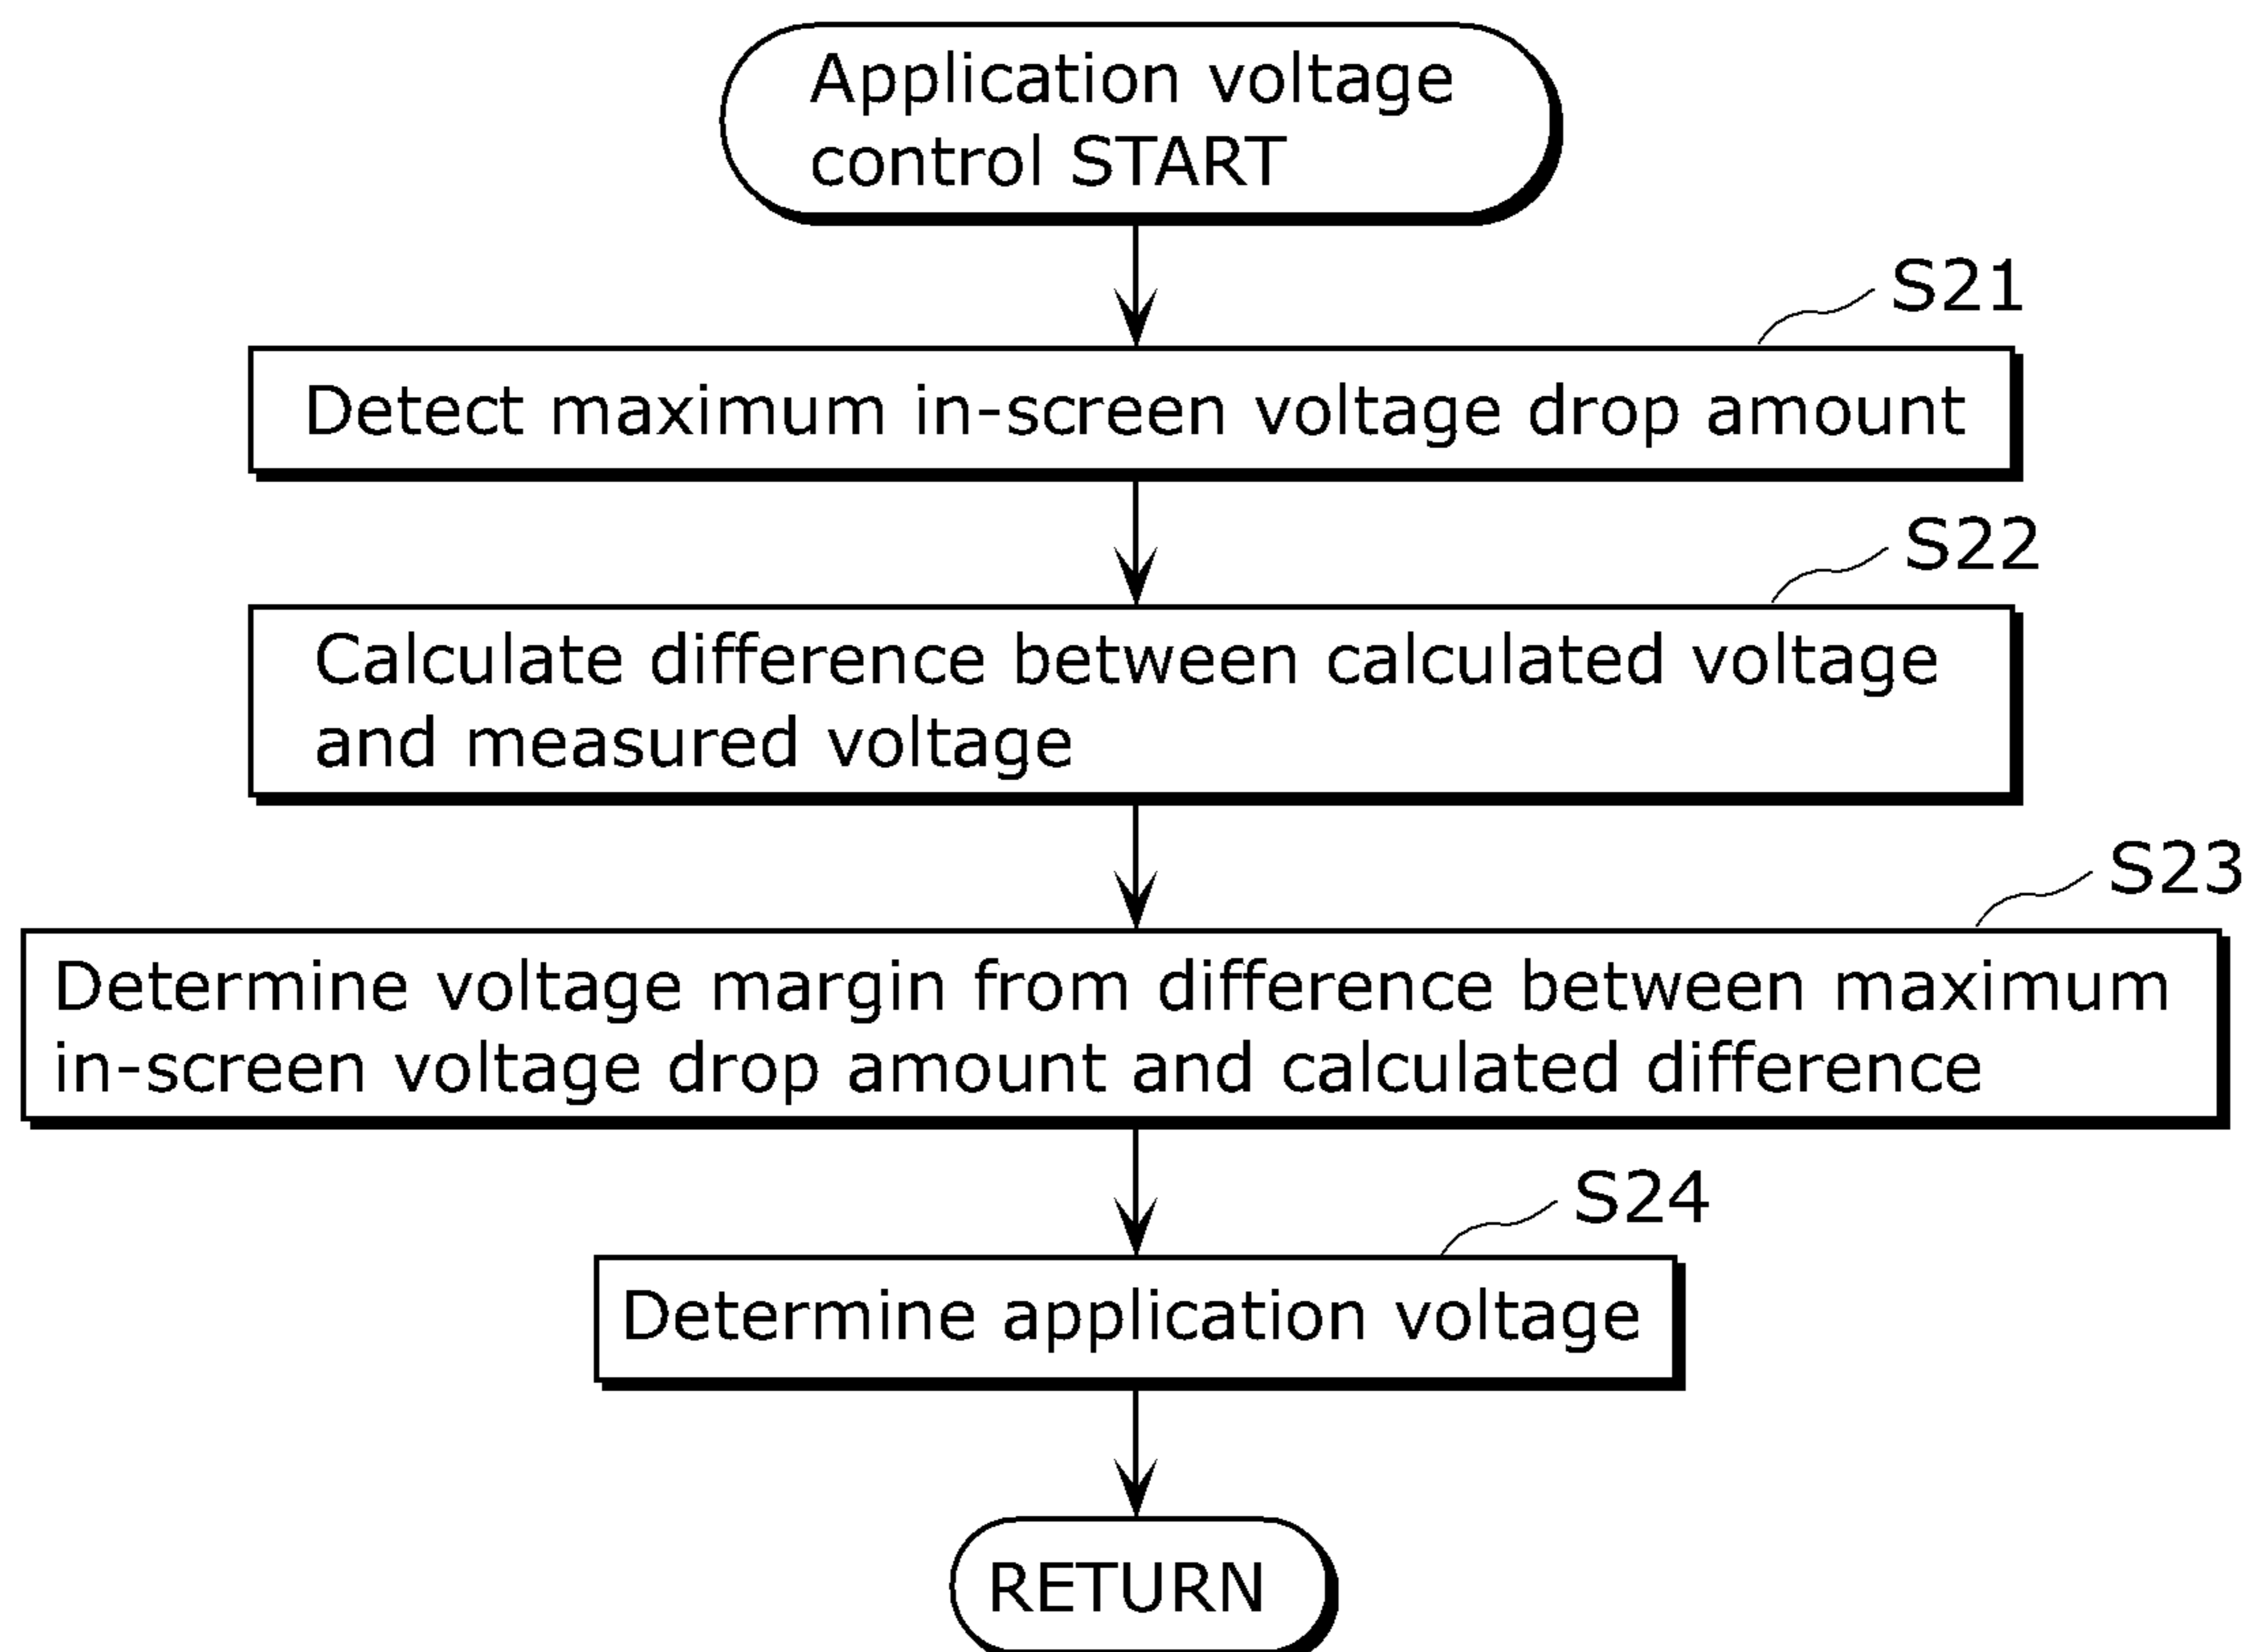 Application voltage
control START
S21
Detect maximum in-screen voltage drop amount
S22
Calculate difference between calculated voltage
and measured voltage
S23
Determine voltage margin from difference between maximum
in-screen voltage drop amount and calculated difference
S24
Determine application voltage
RETURN